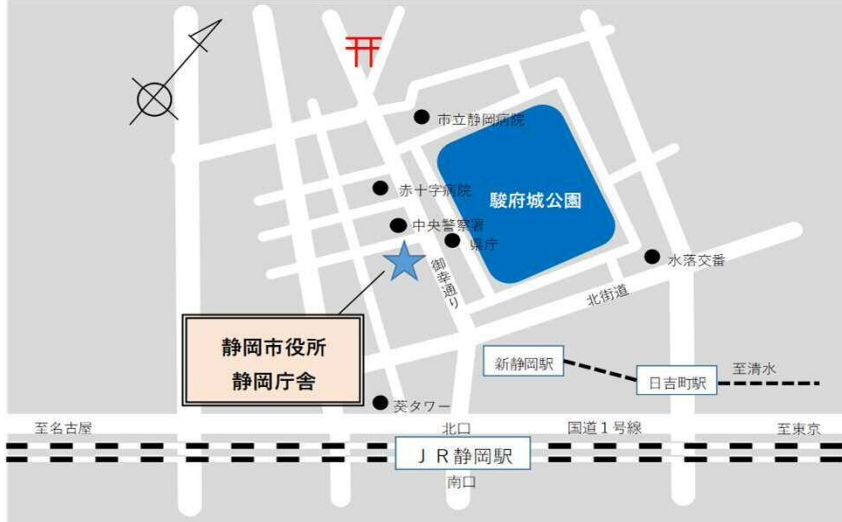 市立静岡病院
赤十字病院
駿府城公園
中央警察署
県庁
御幸通り
水落交番
北街道
静岡市役所
静岡庁舎
新静岡駅
日吉町駅
至清水
葵タワー
至名古屋
北口
国道1号線
至東京
JR静岡駅
南口